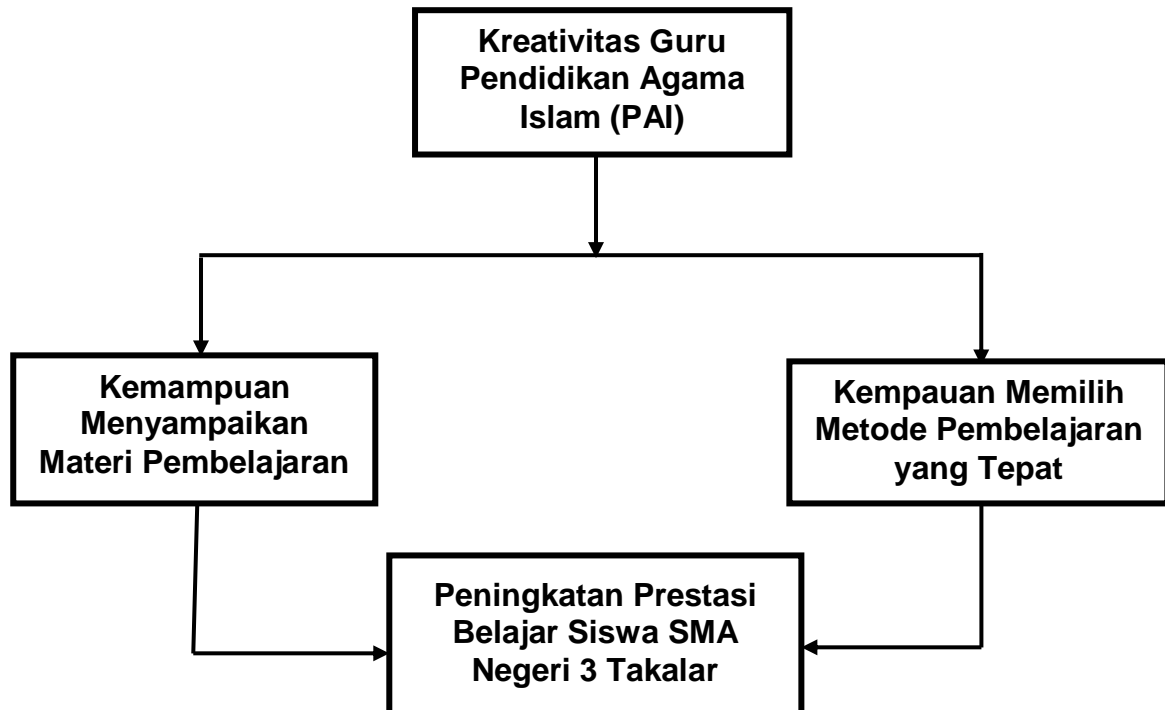 Kreativitas Guru
Pendidikan Agama
Islam (PAI)
Kemampuan
Menyampaikan
Materi Pembelajaran
Kempauan Memilih
Metode Pembelajaran
yang Tepat
Peningkatan Prestasi
Belajar Siswa SMA
Negeri 3 Takalar